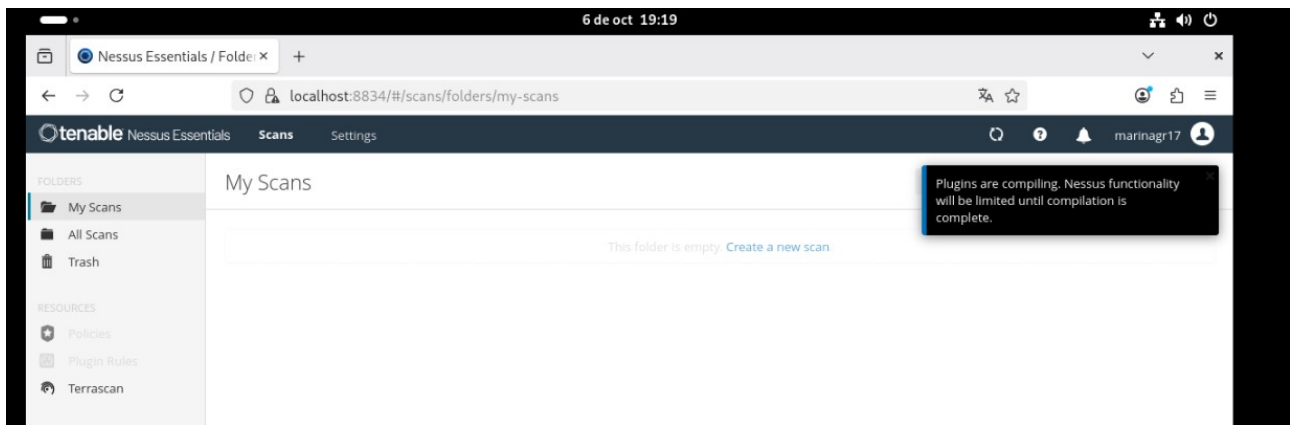 6 de oct 19:19
Nessus Essentials / Folder
localhost:8834/#/scans/folders/my-scans
tenable Nessus Essentials Scans Settings marinagr17
FOLDERS
My Scans
All Scans
Trash
RESOURCES
Policies
Plugin Rules
Terrascan
My Scans
This folder is empty. Create a new scan
Plugins are compiling. Nessus functionality
will be limited until compilation is
complete.